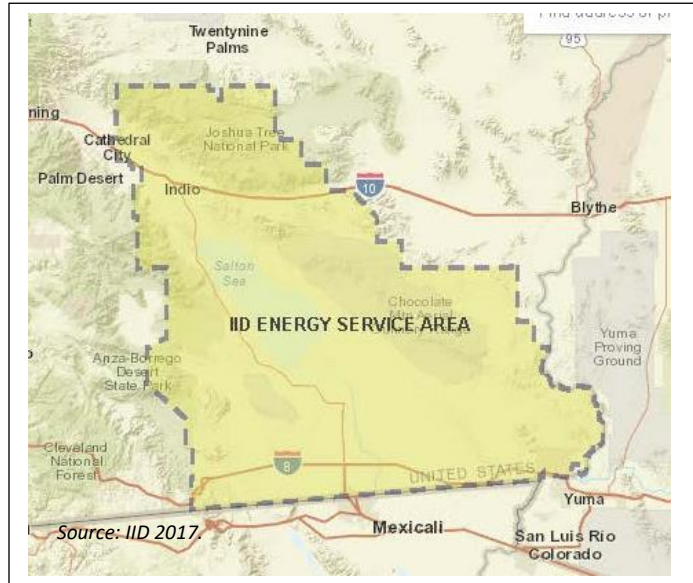 95
Twentynine
Palms
Joshua Tree
National Park
Cathedral
City
Palm Desert
Indio
10
Blythe
Salton
Sea
Chocolate
IID ENERGY SERVICE AREA
Yuma
Proving
Ground
Anza-Borrego
Desert
State Park
Cleveland
National
Forest
8
UNITED STATES
Yuma
Source: IID 2017.
Mexicali
San Luis Río
Colorado